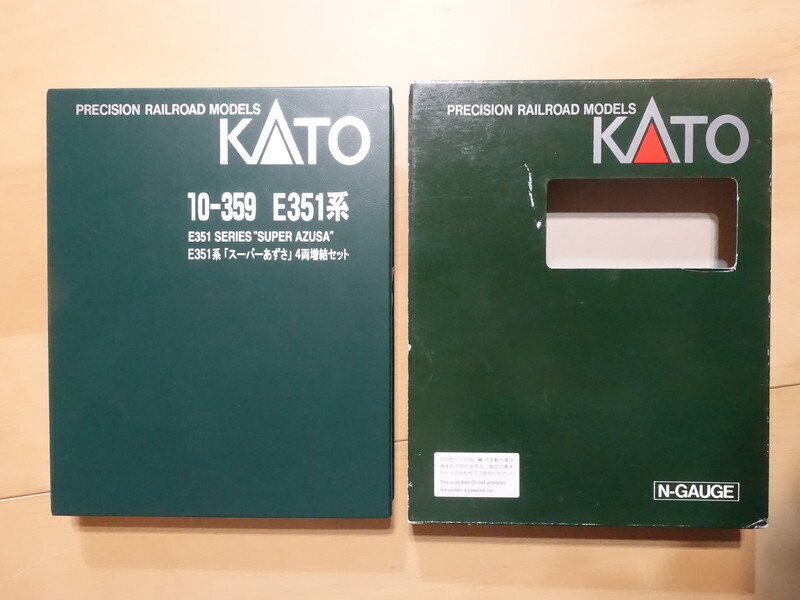 PRECISION RAILROAD MODELS
KATO
10-359 E351系
E351 SERIES "SUPER AZUSA"
E351系「スーパーあずさ」4両増結セット
PRECISION RAILROAD MODELS
KATO
This is an Add-On Set and does
not contain a powered car.
N-GAUGE